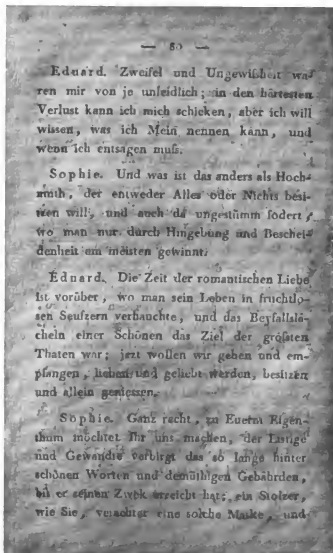 — 80 —
Eduard. Zweifel und Ungewißheit wa-
ren mir von je unleidlich; in den härtesten
Verlust kann ich mich schicken, aber ich will
wissen, was ich Mein nennen kann, und
wenn ich entsagen muſs.
Sophie. Und was ist das anders als Hoch-
muth, der entweder Alles oder Nichts besi-
tzen will, und auch da ungestümm fodert,
wo man nur durch Hingebung und Beschei-
denheit am meisten gewinnt.
Eduard. Die Zeit der romantischen Liebe
ist vorüber, wo man sein Leben in fruchtlo-
sen Seufzern verhauchte, und das Beyfallslä-
cheln einer Schönen das Ziel der gröſsten
Thaten war; jezt wollen wir geben und em-
pfangen, lieben und geliebt werden, besitzen
und allein geniessen.
Sophie. Ganz recht, zu Euerm Eigen-
thum möchtet Ihr uns machen, der Listige
und Gewandte verbirgt das so lange hinter
schönen Worten und demüthigen Gebährden,
bis er seinen Zwek erreicht hat; ein Stolzer,
wie Sie, verachtet eine solche Maske, und